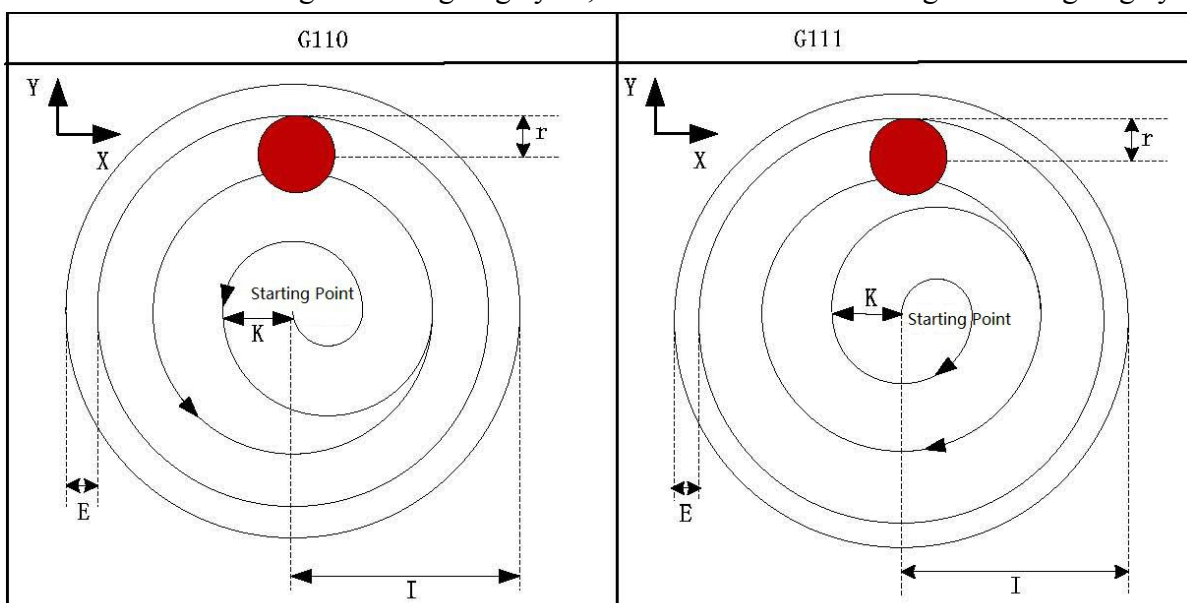 G110
G111
Y
X
r
Starting Point
K
E
I
Y
X
r
K
Starting Point
E
I